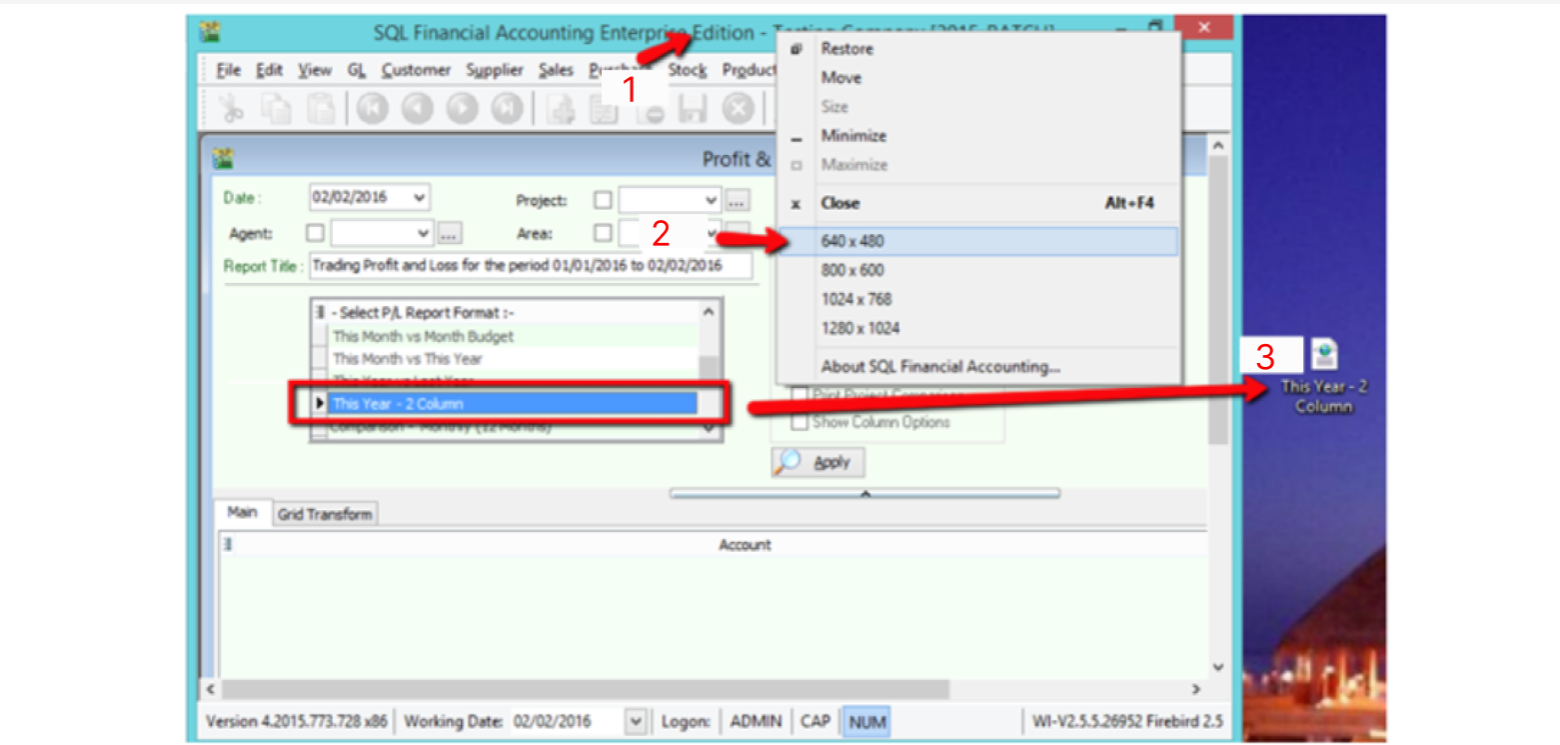 SQL Financial Accounting Enterprise Edition - Testing Company [2015_BATCH]
1
File Edit View GL Customer Supplier Sales Purchase Stock Product
Restore
Move
Size
Minimize
Maximize
Close Alt+F4
640 x 480
800 x 600
1024 x 768
1280 x 1024
About SQL Financial Accounting...
Profit &
Date : 02/02/2016 Project: ...
Agent: ... Area:
2
Report Title : Trading Profit and Loss for the period 01/01/2016 to 02/02/2016
- Select P/L Report Format :-
This Month vs Month Budget
This Month vs This Year
This Year vs Last Year
This Year - 2 Column
Comparison - Monthly (12 Months)
Print Project Comparison
Show Column Options
Apply
3
This Year - 2
Column
Main Grid Transform
Account
Version 4.2015.773.728 x86 Working Date: 02/02/2016 Logon: ADMIN CAP NUM WI-V2.5.5.26952 Firebird 2.5